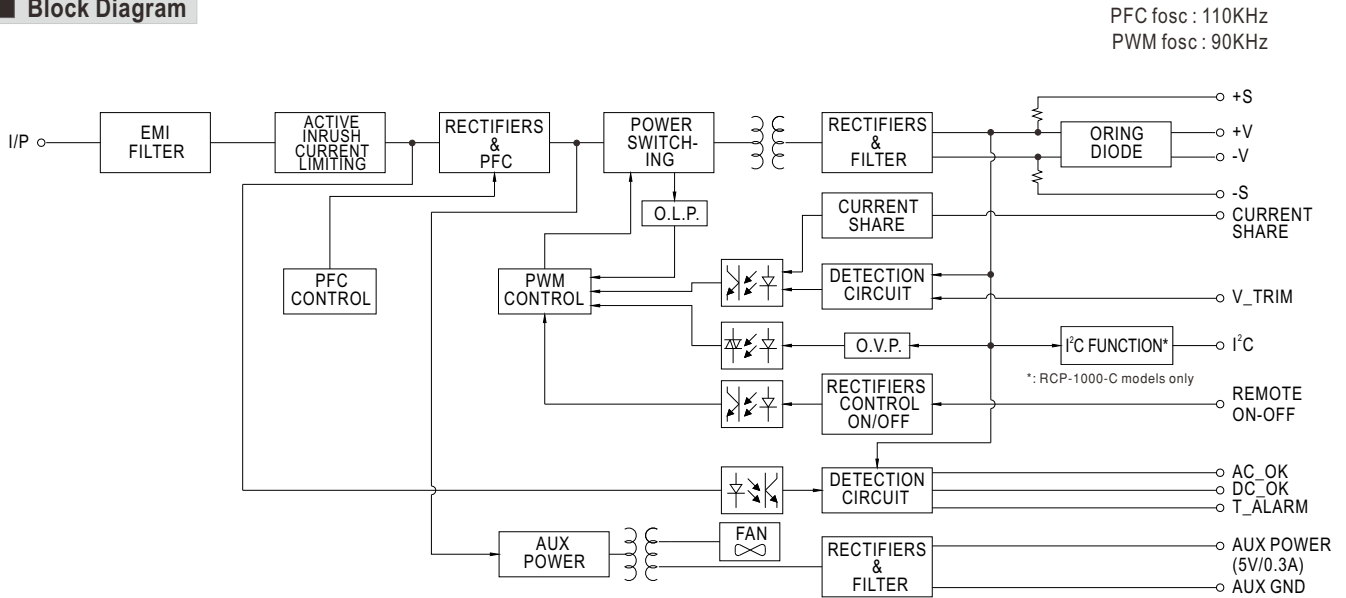 Block Diagram
PFC fosc : 110KHz
PWM fosc : 90KHz
I/P
EMI
FILTER
ACTIVE
INRUSH
CURRENT
LIMITING
RECTIFIERS
&
PFC
POWER
SWITCH-
ING
RECTIFIERS
&
FILTER
ORING
DIODE
+S
+V
-V
-S
O.L.P.
CURRENT
SHARE
CURRENT
SHARE
PFC
CONTROL
PWM
CONTROL
DETECTION
CIRCUIT
V_TRIM
O.V.P.
I²C FUNCTION*
I²C
*: RCP-1000-C models only
RECTIFIERS
CONTROL
ON/OFF
REMOTE
ON-OFF
DETECTION
CIRCUIT
AC_OK
DC_OK
T_ALARM
AUX
POWER
FAN
RECTIFIERS
&
FILTER
AUX POWER
(5V/0.3A)
AUX GND